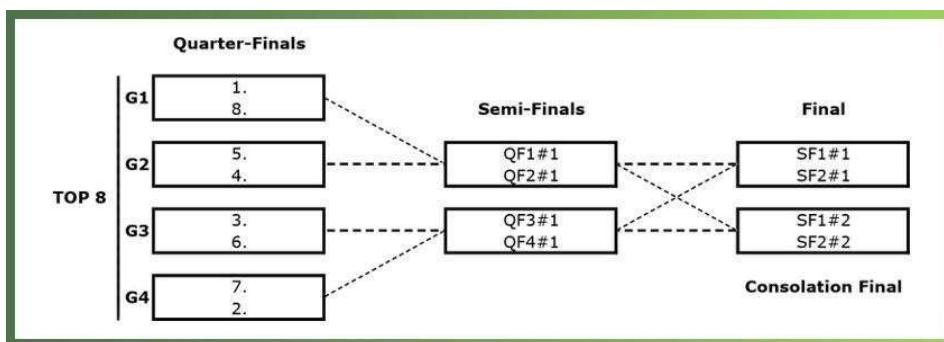 Quarter-Finals
G1
1.
8.
Semi-Finals
Final
G2
5.
4.
QF1#1
QF2#1
SF1#1
SF2#1
TOP 8
G3
3.
6.
QF3#1
QF4#1
SF1#2
SF2#2
G4
7.
2.
Consolation Final